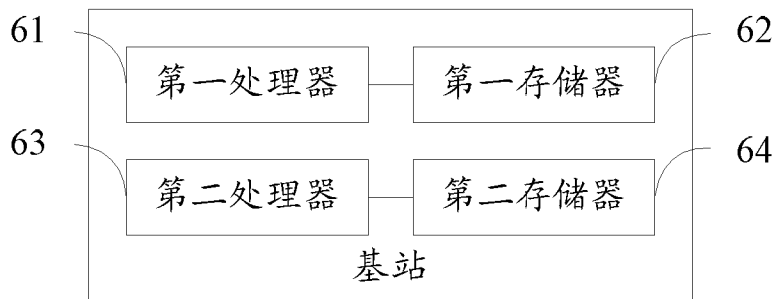 61
62
第一处理器
第一存储器
63
64
第二处理器
第二存储器
基站